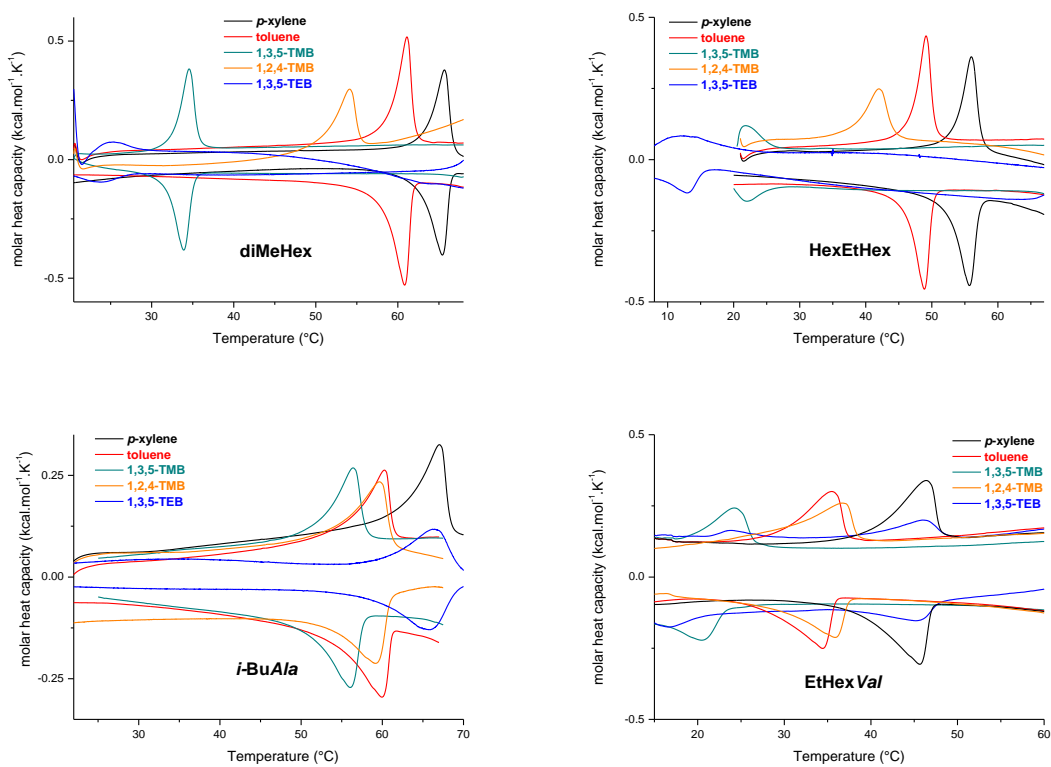 p-xylene
toluene
1,3,5-TMB
1,2,4-TMB
1,3,5-TEB
0.5
0.0
-0.5
30 40 50 60
molar heat capacity (kcal.mol⁻¹.K⁻¹)
Temperature (°C)
diMeHex
p-xylene
toluene
1,3,5-TMB
1,2,4-TMB
1,3,5-TEB
0.5
0.0
-0.5
10 20 30 40 50 60
molar heat capacity (kcal.mol⁻¹.K⁻¹)
Temperature (°C)
HexEtHex
p-xylene
toluene
1,3,5-TMB
1,2,4-TMB
1,3,5-TEB
0.25
0.00
-0.25
30 40 50 60 70
molar heat capacity (kcal.mol⁻¹.K⁻¹)
Temperature (°C)
i-BuAla
p-xylene
toluene
1,3,5-TMB
1,2,4-TMB
1,3,5-TEB
0.5
0.0
-0.5
20 30 40 50 60
molar heat capacity (kcal.mol⁻¹.K⁻¹)
Temperature (°C)
EtHexVal